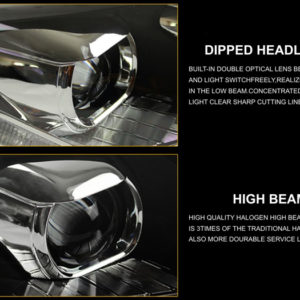 DIPPED HEADL
BUILT-IN DOUBLE OPTICAL LENS BE
AND LIGHT SWITCHFREELY,REALIZ
IN THE LOW BEAM.CONCENTRATED
LIGHT CLEAR SHARP CUTTING LINE
HIGH BEAM
HIGH QUALITY HALOGEN HIGH BEA
IS 3TIMES OF THE TRADITIONAL HA
ALSO MORE DOURABLE SERVICE L